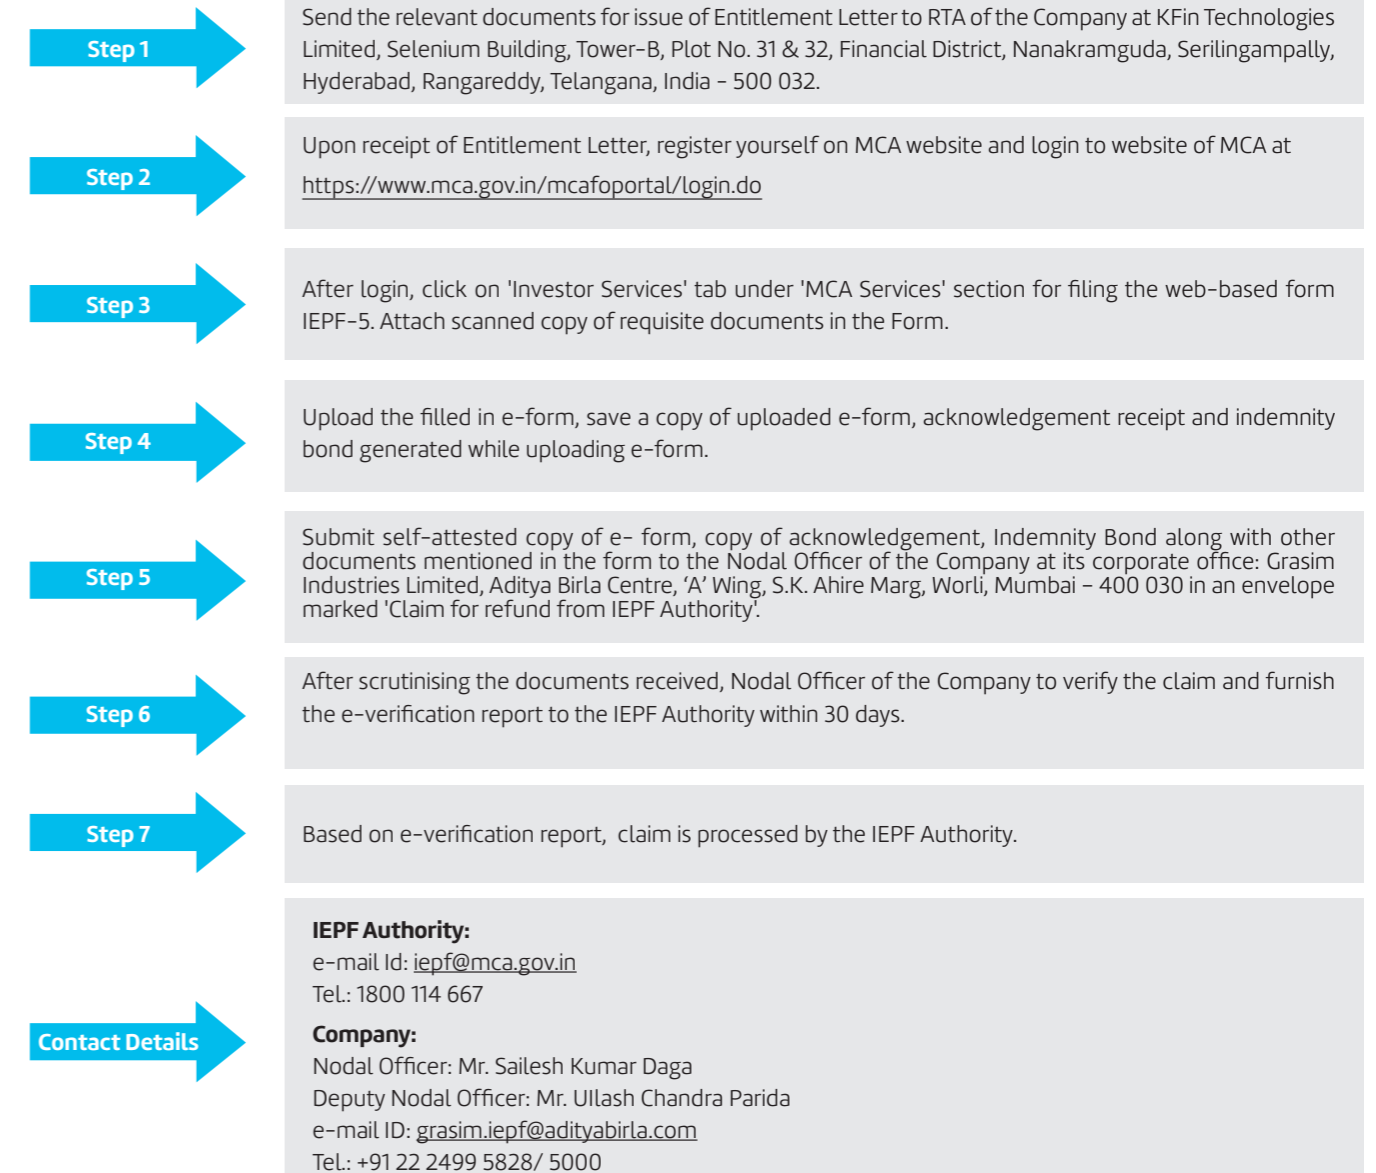 Step 1
Send the relevant documents for issue of Entitlement Letter to RTA of the Company at KFin Technologies
Limited, Selenium Building, Tower-B, Plot No. 31 & 32, Financial District, Nanakramguda, Serilingampally,
Hyderabad, Rangareddy, Telangana, India - 500 032.
Step 2
Upon receipt of Entitlement Letter, register yourself on MCA website and login to website of MCA at
https://www.mca.gov.in/mcafoportal/login.do
Step 3
After login, click on 'Investor Services' tab under 'MCA Services' section for filing the web-based form
IEPF-5. Attach scanned copy of requisite documents in the Form.
Step 4
Upload the filled in e-form, save a copy of uploaded e-form, acknowledgement receipt and indemnity
bond generated while uploading e-form.
Step 5
Submit self-attested copy of e- form, copy of acknowledgement, Indemnity Bond along with other
documents mentioned in the form to the Nodal Officer of the Company at its corporate office: Grasim
Industries Limited, Aditya Birla Centre, ‘A’ Wing, S.K. Ahire Marg, Worli, Mumbai - 400 030 in an envelope
marked 'Claim for refund from IEPF Authority'.
Step 6
After scrutinising the documents received, Nodal Officer of the Company to verify the claim and furnish
the e-verification report to the IEPF Authority within 30 days.
Step 7
Based on e-verification report, claim is processed by the IEPF Authority.
Contact Details
IEPF Authority:
e-mail Id: iepf@mca.gov.in
Tel.: 1800 114 667
Company:
Nodal Officer: Mr. Sailesh Kumar Daga
Deputy Nodal Officer: Mr. UIlash Chandra Parida
e-mail ID: grasim.iepf@adityabirla.com
Tel.: +91 22 2499 5828/ 5000